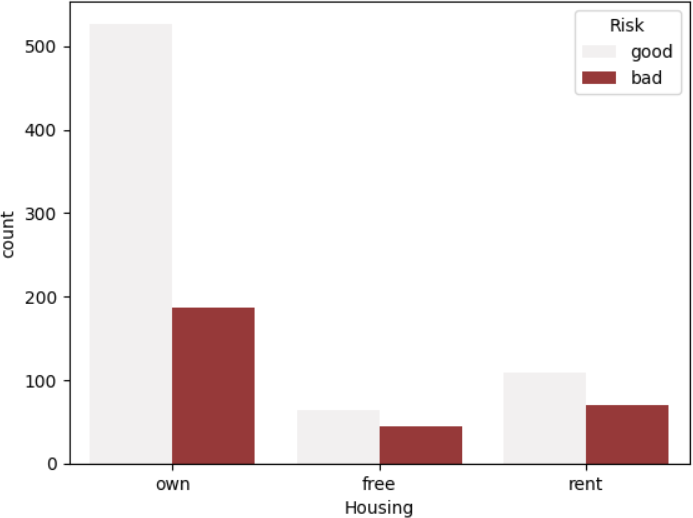 Risk
good
bad
500
400
300
200
100
0
count
own
free
rent
Housing